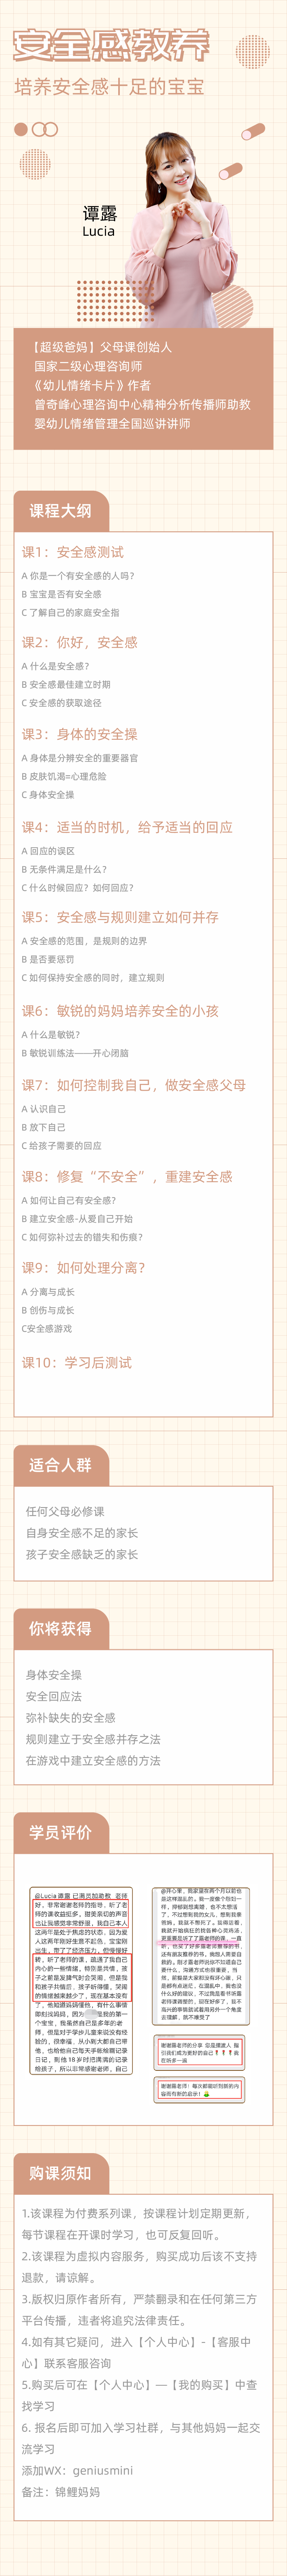 安全感教养
培养安全感十足的宝宝
谭露
Lucia
【超级爸妈】父母课创始人
国家二级心理咨询师
《幼儿情绪卡片》作者
曾奇峰心理咨询中心精神分析传播师助教
婴幼儿情绪管理全国巡讲讲师
课程大纲
课1：安全感测试
A 你是一个有安全感的人吗？
B 宝宝是否有安全感
C 了解自己的家庭安全指
课2：你好，安全感
A 什么是安全感？
B 安全感最佳建立时期
C 安全感的获取途径
课3：身体的安全操
A 身体是分辨安全的重要器官
B 皮肤饥渴=心理危险
C 身体安全操
课4：适当的时机，给予适当的回应
A 回应的误区
B 无条件满足是什么？
C 什么时候回应？如何回应？
课5：安全感与规则建立如何并存
A 安全感的范围，是规则的边界
B 是否要惩罚
C 如何保持安全感的同时，建立规则
课6：敏锐的妈妈培养安全的小孩
A 什么是敏锐？
B 敏锐训练法——开心闭脑
课7：如何控制我自己，做安全感父母
A 认识自己
B 放下自己
C 给孩子需要的回应
课8：修复“不安全”，重建安全感
A 如何让自己有安全感？
B 建立安全感-从爱自己开始
C 如何弥补过去的错失和伤痕？
课9：如何处理分离？
A 分离与成长
B 创伤与成长
C安全感游戏
课10：学习后测试
适合人群
任何父母必修课
自身安全感不足的家长
孩子安全感缺乏的家长
你将获得
身体安全操
安全回应法
弥补缺失的安全感
规则建立于安全感并存之法
在游戏中建立安全感的方法
学员评价
购课须知
1.该课程为付费系列课，按课程计划定期更新，
每节课程在开课时学习，也可反复回听。
2.该课程为虚拟内容服务，购买成功后该不支持
退款，请谅解。
3.版权归原作者所有，严禁翻录和在任何第三方
平台传播，违者将追究法律责任。
4.如有其它疑问，进入【个人中心】-【客服中
心】联系客服咨询
5.购买后可在【个人中心】—【我的购买】中查
找学习
6. 报名后即可加入学习社群，与其他妈妈一起交
流学习
添加WX：geniusmini
备注：锦鲤妈妈